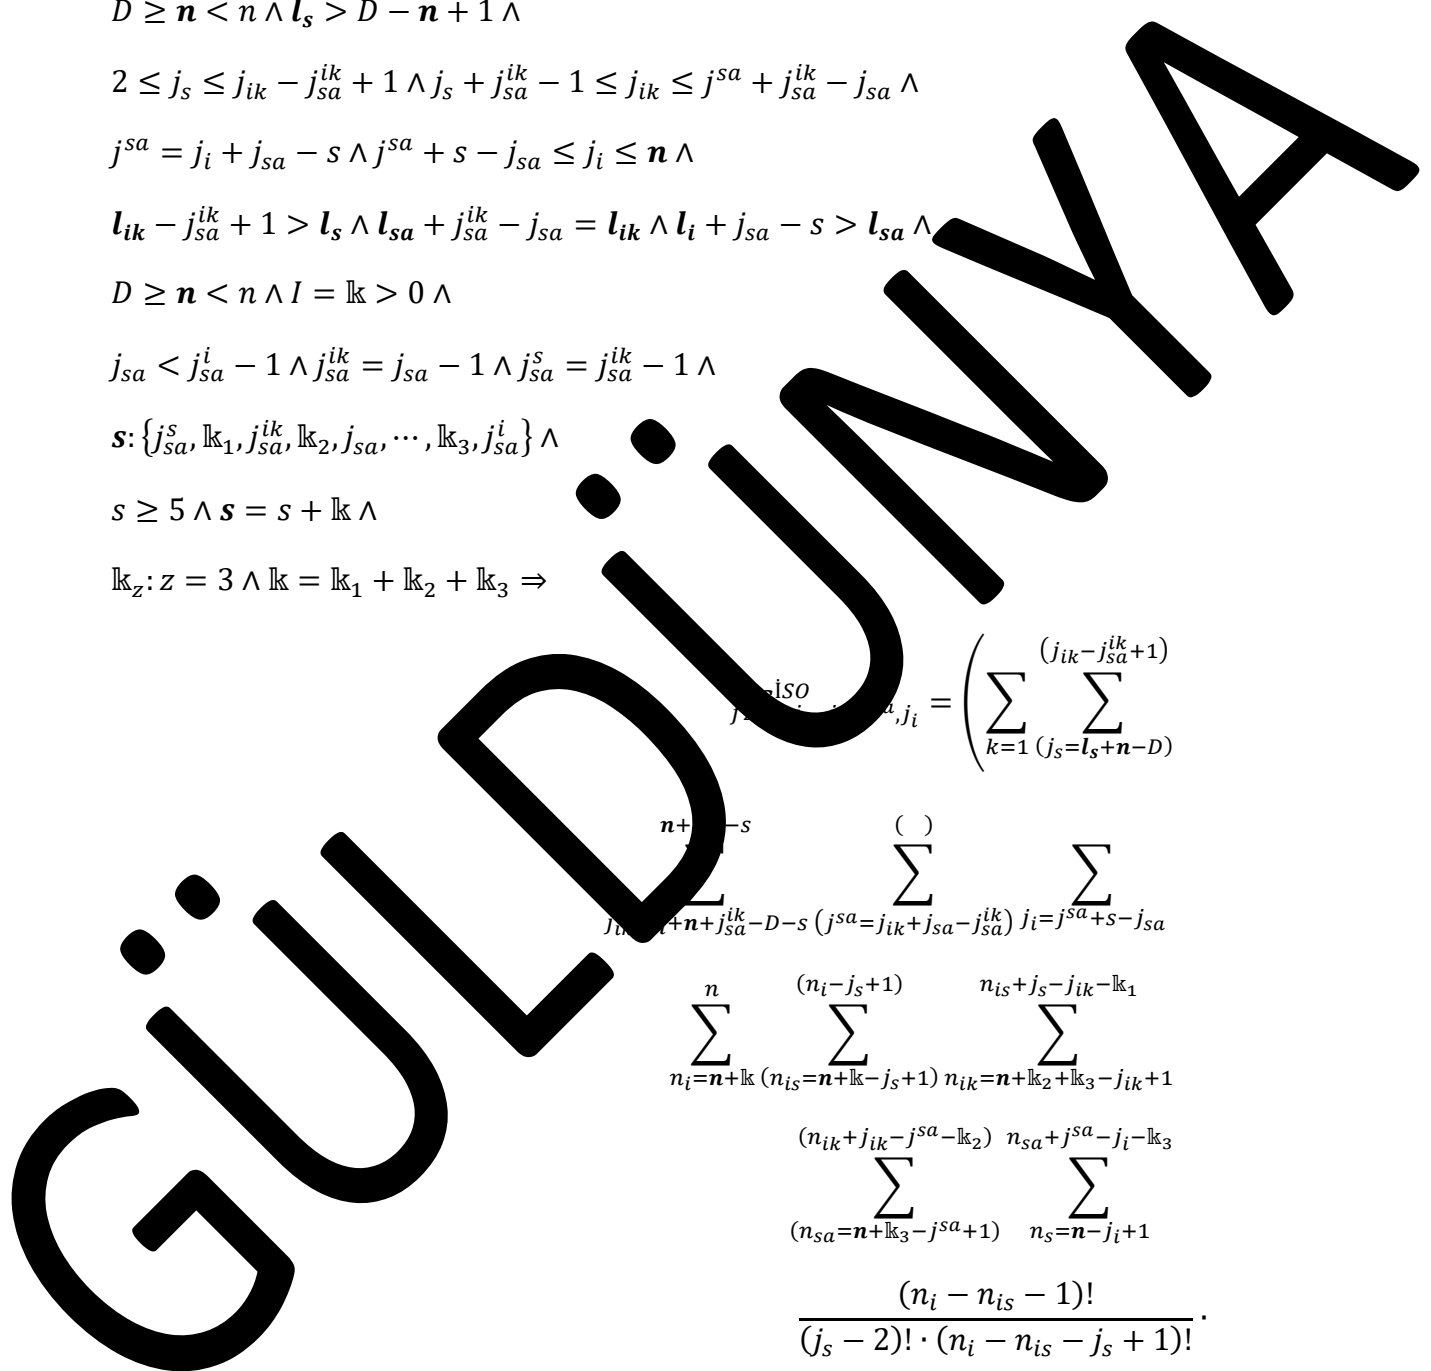 D ≥ n < n ∧ l_s > D − n + 1 ∧
2 ≤ j_s ≤ j_{ik} − j_{sa}^{ik} + 1 ∧ j_s + j_{sa}^{ik} − 1 ≤ j_{ik} ≤ j^{sa} + j_{sa}^{ik} − j_{sa} ∧
j^{sa} = j_i + j_{sa} − s ∧ j^{sa} + s − j_{sa} ≤ j_i ≤ n ∧
l_{ik} − j_{sa}^{ik} + 1 > l_s ∧ l_{sa} + j_{sa}^{ik} − j_{sa} = l_{ik} ∧ l_i + j_{sa} − s > l_{sa} ∧
D ≥ n < n ∧ I = 𝕜 > 0 ∧
j_{sa} < j_{sa}^{i} − 1 ∧ j_{sa}^{ik} = j_{sa} − 1 ∧ j_{sa}^{s} = j_{sa}^{ik} − 1 ∧
s: {j_{sa}^{s}, 𝕜_1, j_{sa}^{ik}, 𝕜_2, j_{sa}, ⋯, 𝕜_3, j_{sa}^{i}} ∧
s ≥ 5 ∧ s = s + 𝕜 ∧
𝕜_z: z = 3 ∧ 𝕜 = 𝕜_1 + 𝕜_2 + 𝕜_3 ⇒
İSO ,j_i = ( ∑_{k=1} ∑_{(j_s=l_s+n−D)}^{(j_{ik}−j_{sa}^{ik}+1)}
∑_{+n+j_{sa}^{ik}−D−s}^{n+ −s} ∑_{(j^{sa}=j_{ik}+j_{sa}−j_{sa}^{ik})}^{( )} ∑_{j_i=j^{sa}+s−j_{sa}}
∑_{n_i=n+𝕜}^{n} ∑_{(n_{is}=n+𝕜−j_s+1)}^{(n_i−j_s+1)} ∑_{n_{ik}=n+𝕜_2+𝕜_3−j_{ik}+1}^{n_{is}+j_s−j_{ik}−𝕜_1}
∑_{(n_{sa}=n+𝕜_3−j^{sa}+1)}^{(n_{ik}+j_{ik}−j^{sa}−𝕜_2)} ∑_{n_s=n−j_i+1}^{n_{sa}+j^{sa}−j_i−𝕜_3}
(n_i − n_{is} − 1)!
(j_s − 2)! · (n_i − n_{is} − j_s + 1)! ·
GÜLDÜNYA